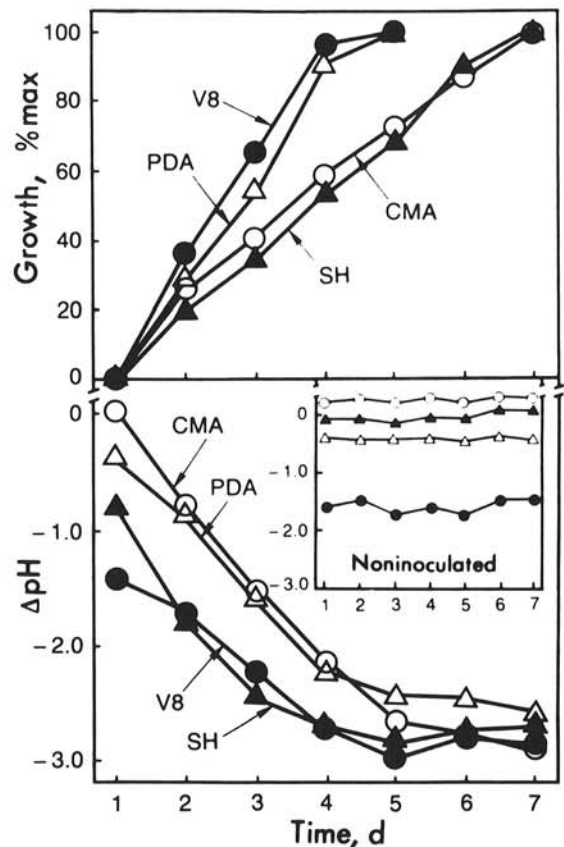 Growth, %max
100
80
60
40
20
0
V8
PDA
CMA
SH
ΔpH
0
-1.0
-2.0
-3.0
CMA
PDA
V8
SH
0
-1.0
-2.0
-3.0
Noninoculated
1 2 3 4 5 6 7
1 2 3 4 5 6 7
Time, d